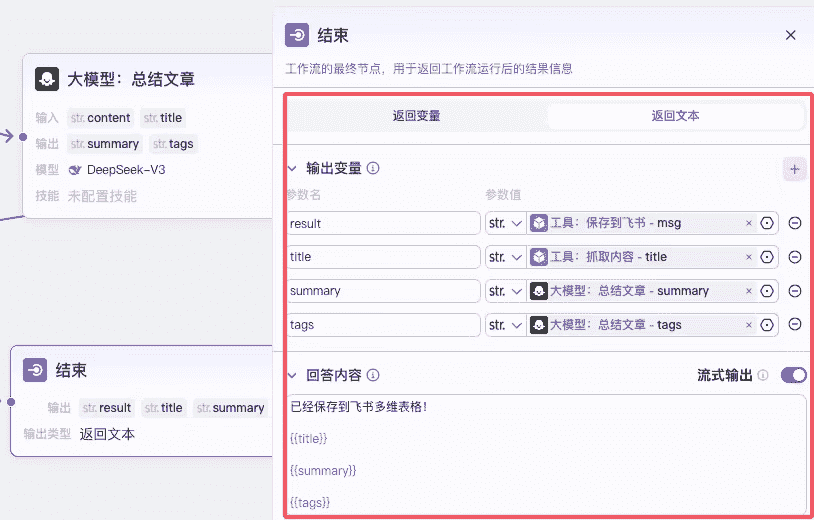 大模型：总结文章
输入 str. content str. title
输出 str. summary str. tags
模型 DeepSeek-V3
技能 未配置技能
结束
输出 str. result str. title str. summary
输出类型 返回文本
结束
工作流的最终节点，用于返回工作流运行后的结果信息
返回变量 返回文本
输出变量
参数名 参数值
result str. 工具：保存到飞书 - msg
title str. 工具：抓取内容 - title
summary str. 大模型：总结文章 - summary
tags str. 大模型：总结文章 - tags
回答内容 流式输出
已经保存到飞书多维表格！
{{title}}
{{summary}}
{{tags}}